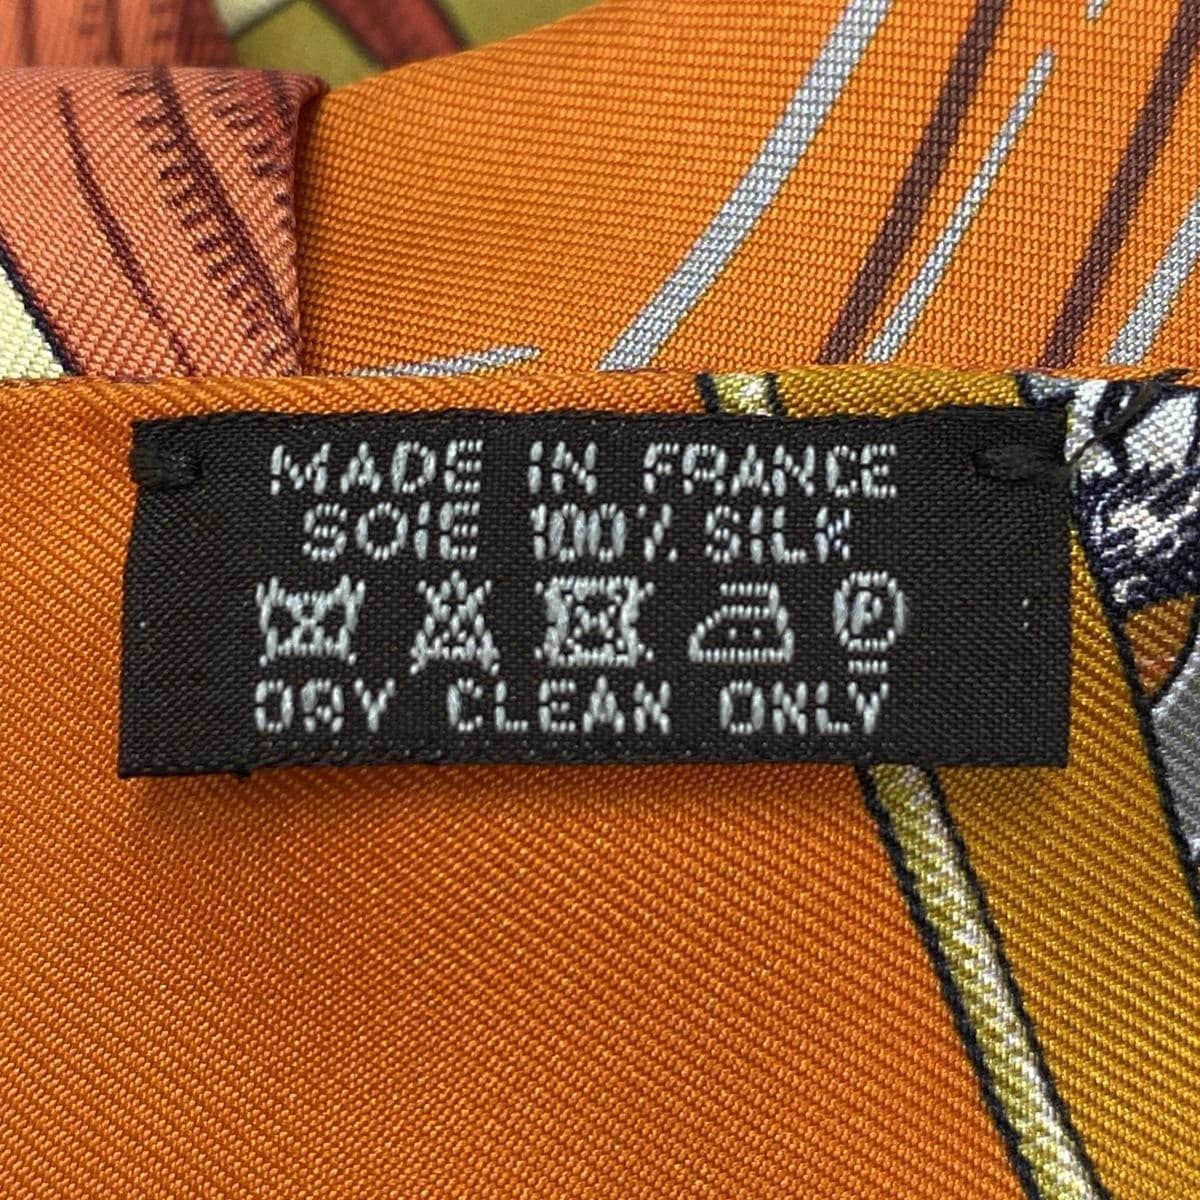 MADE IN FRANCE
SOIE 100% SILK
P
DRY CLEAN ONLY